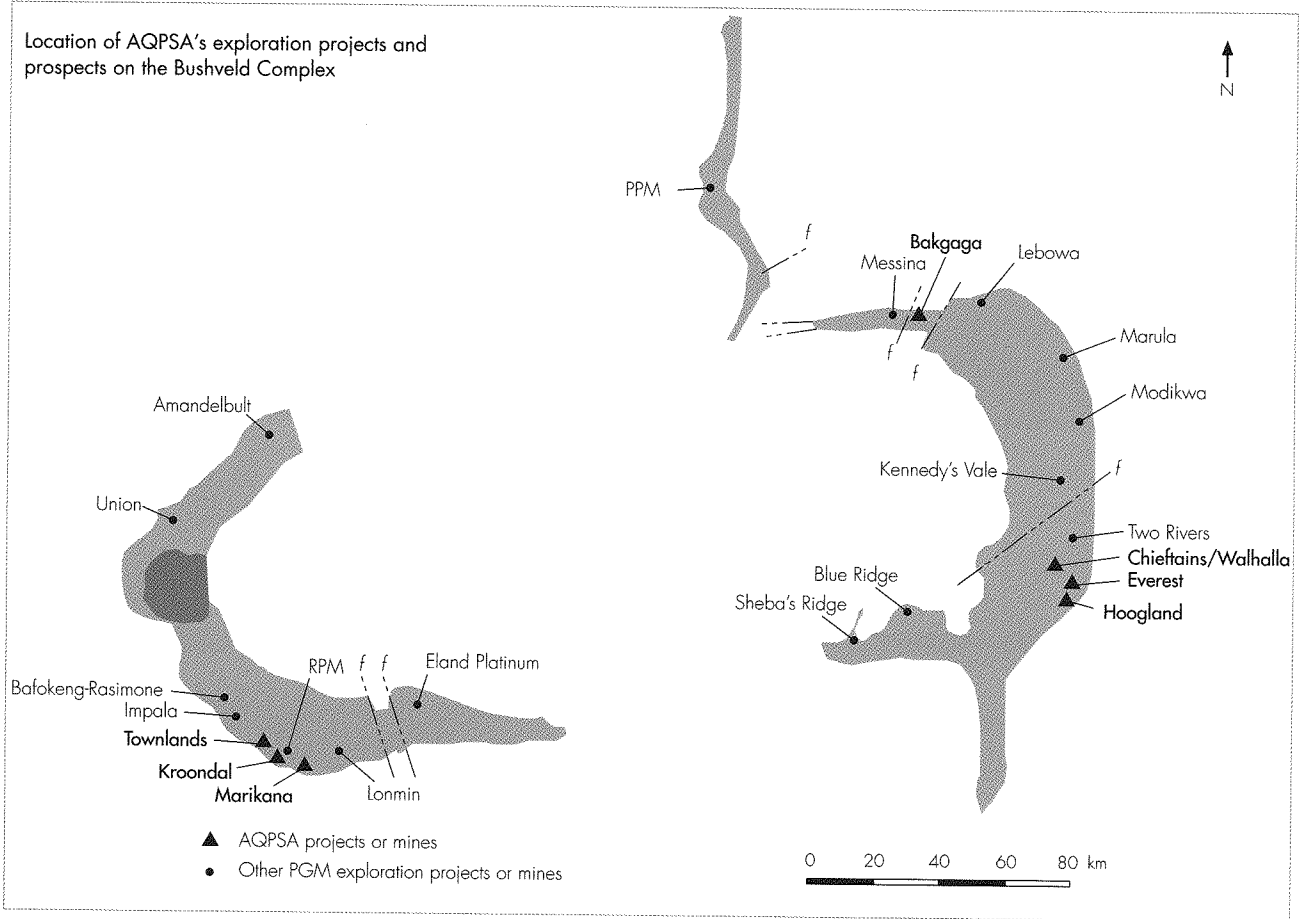 Location of AQPSA's exploration projects and
prospects on the Bushveld Complex
N
PPM
f
Bakgaga
Messina
Lebowa
f
f
Marula
Modikwa
Amandelbult
Kennedy's Vale
f
Union
Two Rivers
Chieftains/Walhalla
Blue Ridge
Everest
Sheba's Ridge
Hoogland
RPM
f
f
Eland Platinum
Bafokeng-Rasimone
Impala
Townlands
Kroondal
Marikana
Lonmin
AQPSA projects or mines
Other PGM exploration projects or mines
0 20 40 60 80 km